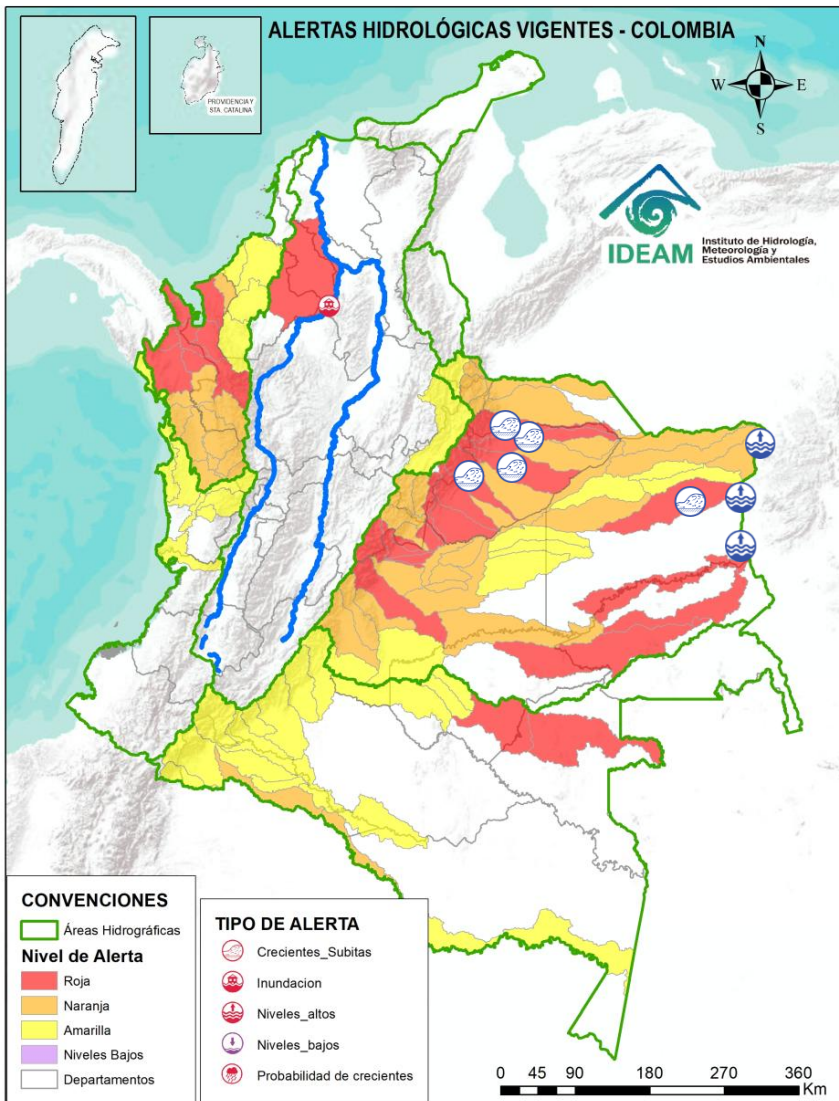 ALERTAS HIDROLÓGICAS VIGENTES - COLOMBIA
PROVIDENCIA Y
STA. CATALINA
N
W
E
S
IDEAM
Instituto de Hidrología,
Meteorología y
Estudios Ambientales
CONVENCIONES
Áreas Hidrográficas
Nivel de Alerta
Roja
Naranja
Amarilla
Niveles Bajos
Departamentos
TIPO DE ALERTA
Crecientes_Subitas
Inundacion
Niveles_altos
Niveles_bajos
Probabilidad de crecientes
0 45 90 180 270 360
Km